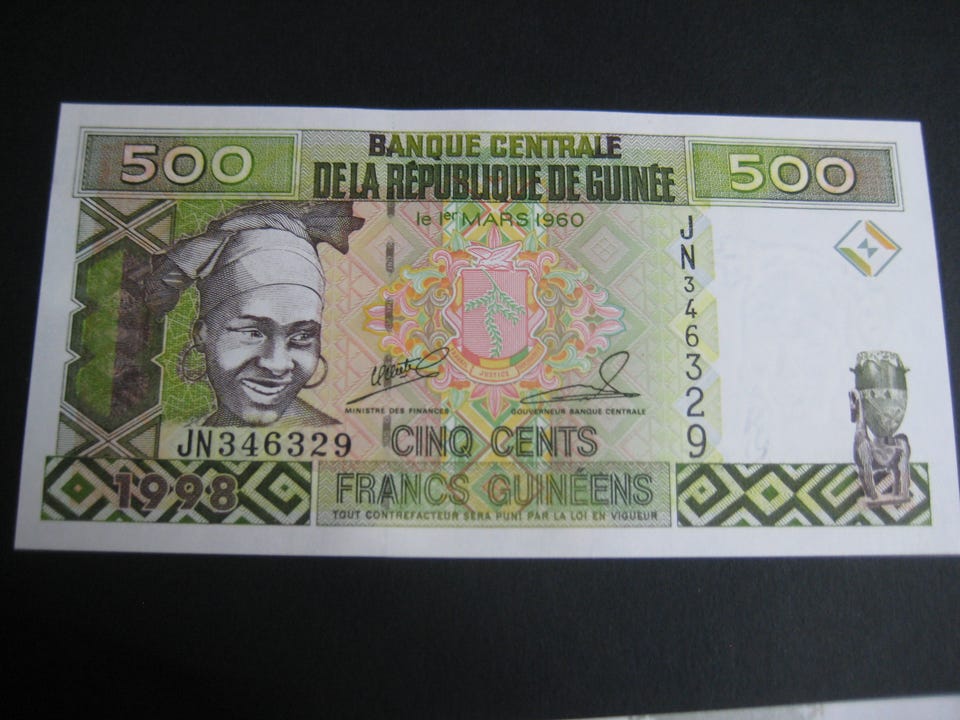 500
BANQUE CENTRALE
500
DE LA RÉPUBLIQUE DE GUINÉE
le 1er MARS 1960
JN346329
JUSTICE
MINISTRE DES FINANCES
GOUVERNEUR BANQUE CENTRALE
JN346329
CINQ CENTS
1998
FRANCS GUINÉENS
TOUT CONTREFACTEUR SERA PUNI PAR LA LOI EN VIGUEUR